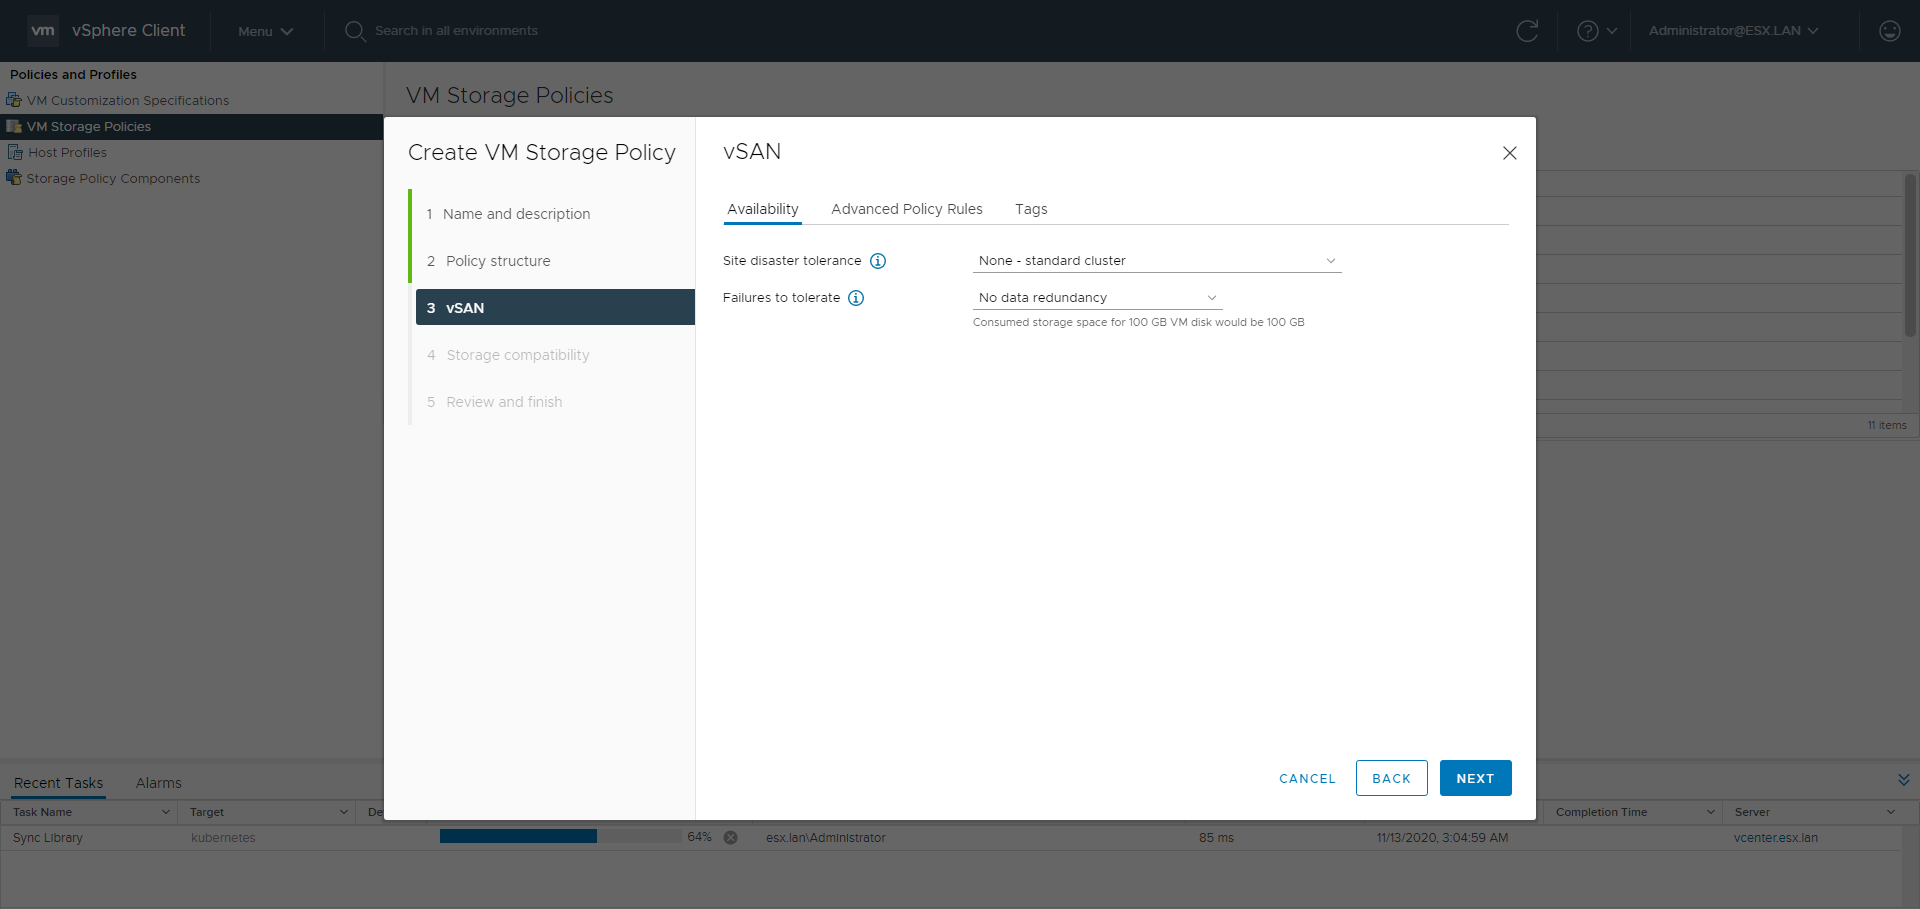 vm vSphere Client Menu Search in all environments Administrator@ESX.LAN
Policies and Profiles
VM Customization Specifications
VM Storage Policies
Host Profiles
Storage Policy Components
VM Storage Policies
Create VM Storage Policy
1 Name and description
2 Policy structure
3 vSAN
4 Storage compatibility
5 Review and finish
vSAN
Availability Advanced Policy Rules Tags
Site disaster tolerance None - standard cluster
Failures to tolerate No data redundancy
Consumed storage space for 100 GB VM disk would be 100 GB
CANCEL BACK NEXT
11 items
Recent Tasks Alarms
Task Name Target De Completion Time Server
Sync Library kubernetes 64% esx.lan\Administrator 85 ms 11/13/2020, 3:04:59 AM vcenter.esx.lan